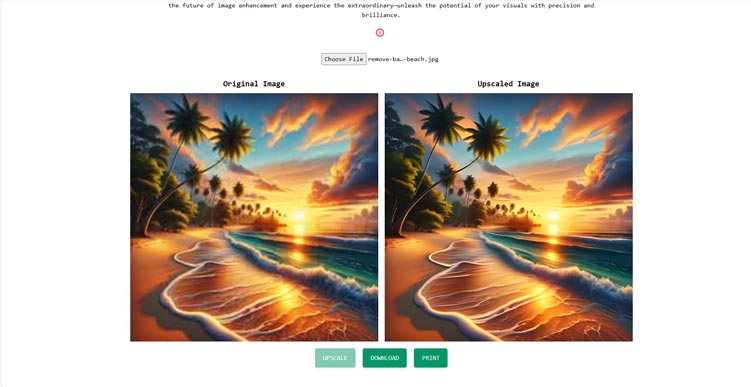 the future of image enhancement and experience the extraordinary—unleash the potential of your visuals with precision and
brilliance.
Choose File remove-ba…-beach.jpg
Original Image
Upscaled Image
UPSCALE
DOWNLOAD
PRINT